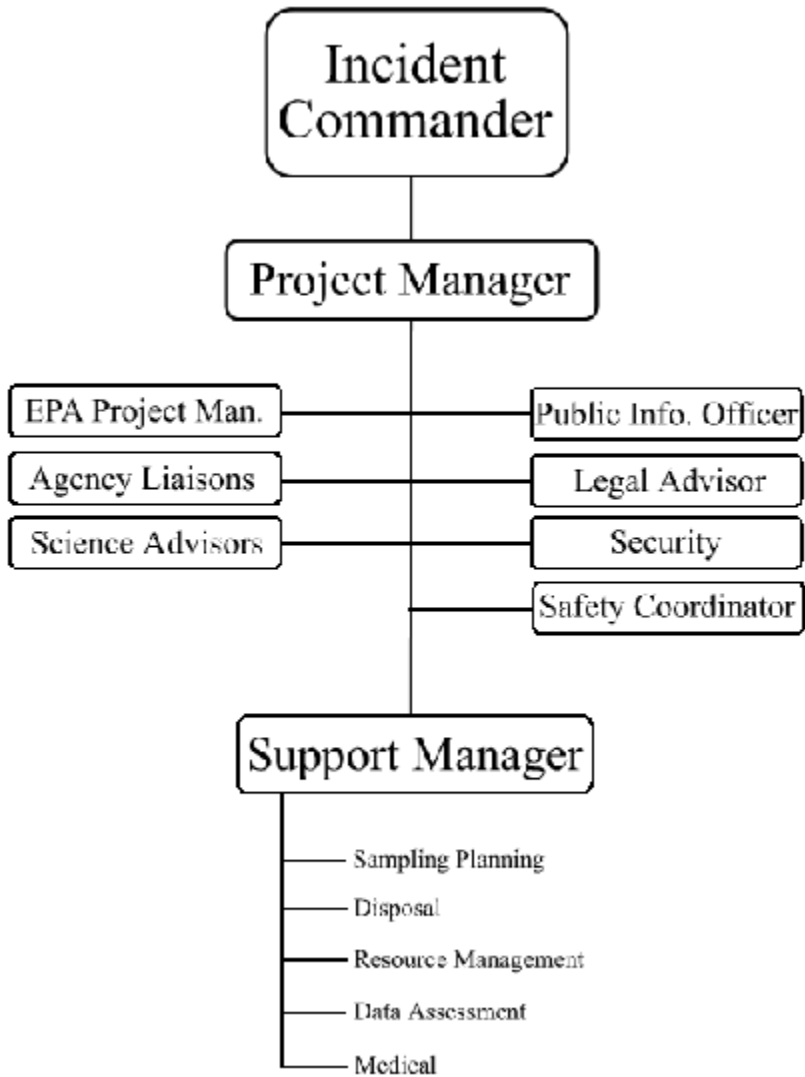 Incident
Commander
Project Manager
EPA Project Man.
Public Info. Officer
Agency Liaisons
Legal Advisor
Science Advisors
Security
Safety Coordinator
Support Manager
Sampling Planning
Disposal
Resource Management
Data Assessment
Medical